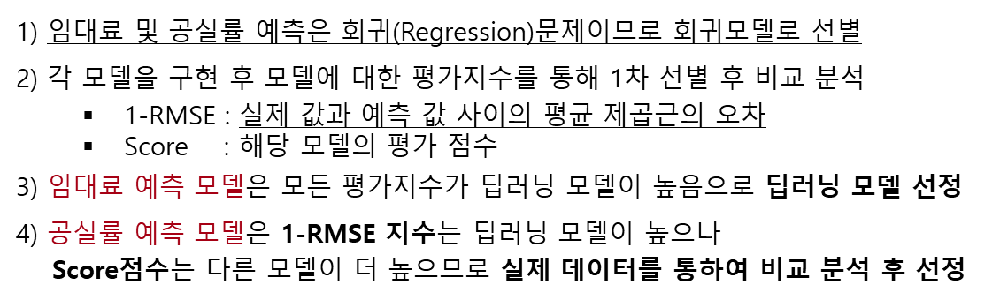 1) 임대료 및 공실률 예측은 회귀(Regression)문제이므로 회귀모델로 선별
2) 각 모델을 구현 후 모델에 대한 평가지수를 통해 1차 선별 후 비교 분석
▪ 1-RMSE : 실제 값과 예측 값 사이의 평균 제곱근의 오차
▪ Score : 해당 모델의 평가 점수
3) 임대료 예측 모델은 모든 평가지수가 딥러닝 모델이 높음으로 딥러닝 모델 선정
4) 공실률 예측 모델은 1-RMSE 지수는 딥러닝 모델이 높으나
Score점수는 다른 모델이 더 높으므로 실제 데이터를 통하여 비교 분석 후 선정